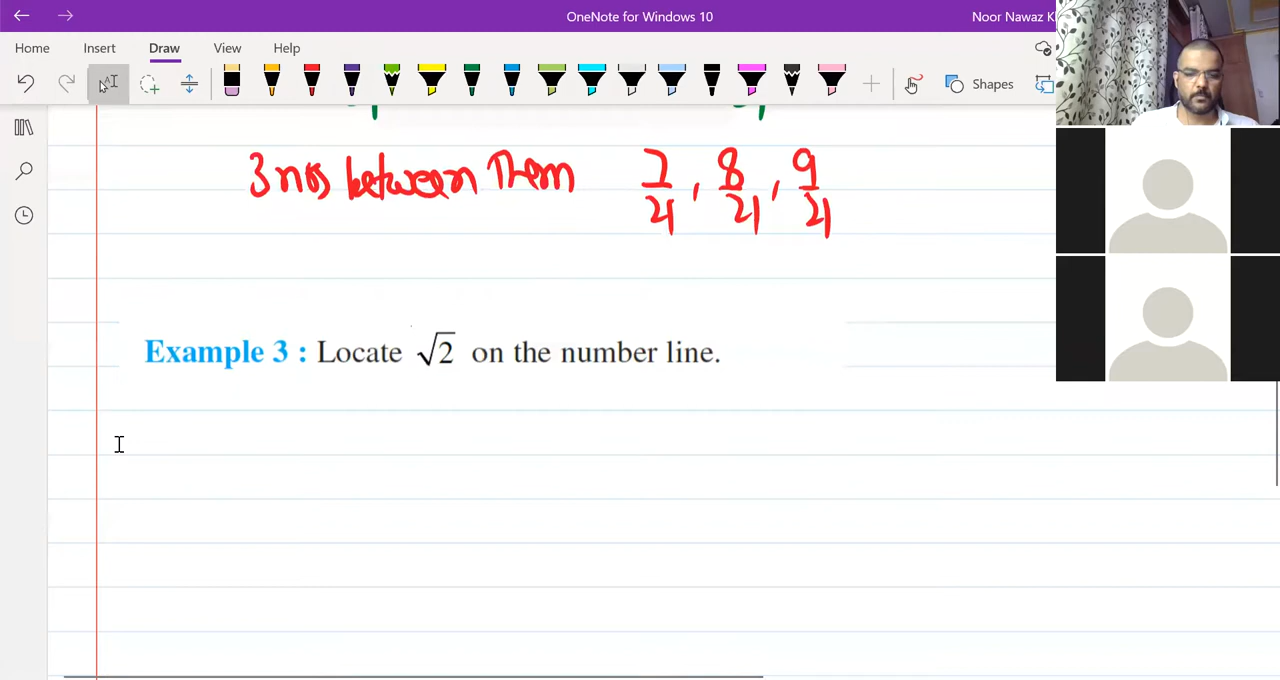 OneNote for Windows 10
Noor Nawaz K
Home Insert Draw View Help
Shapes
3 nos between Them 7/21, 8/21, 9/21
Example 3 : Locate √2 on the number line.